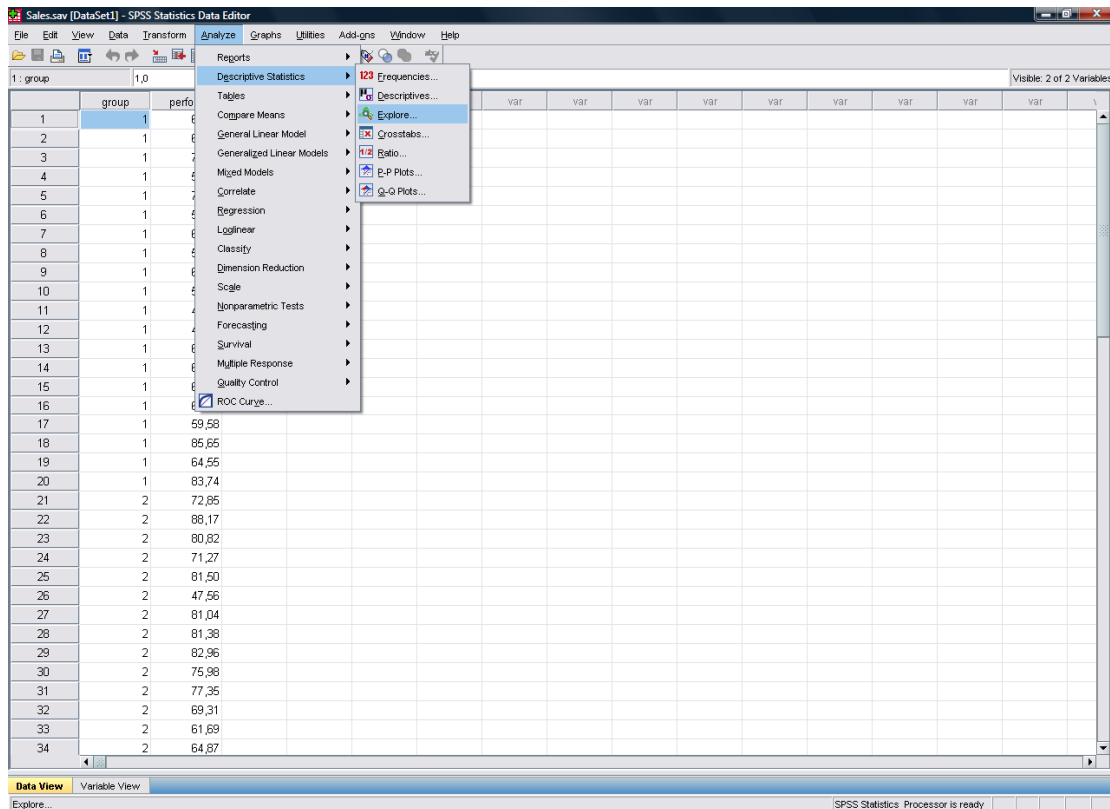 Sales.sav [DataSet1] - SPSS Statistics Data Editor
File Edit View Data Transform Analyze Graphs Utilities Add-ons Window Help
1 : group 1,0 Visible: 2 of 2 Variables
group perfo var var var var var var var var var
Reports
Descriptive Statistics
Tables
Compare Means
General Linear Model
Generalized Linear Models
Mixed Models
Correlate
Regression
Loglinear
Classify
Dimension Reduction
Scale
Nonparametric Tests
Forecasting
Survival
Multiple Response
Quality Control
ROC Curve...
123 Frequencies...
Descriptives...
Explore...
Crosstabs...
1/2 Ratio...
P-P Plots...
Q-Q Plots...
1 1
2 1
3 1
4 1
5 1
6 1
7 1
8 1
9 1
10 1
11 1
12 1
13 1
14 1
15 1
16 1
17 1 59,58
18 1 85,65
19 1 64,55
20 1 83,74
21 2 72,85
22 2 88,17
23 2 80,82
24 2 71,27
25 2 81,50
26 2 47,56
27 2 81,04
28 2 81,38
29 2 82,96
30 2 75,98
31 2 77,35
32 2 69,31
33 2 61,69
34 2 64,87
Data View Variable View
Explore... SPSS Statistics Processor is ready